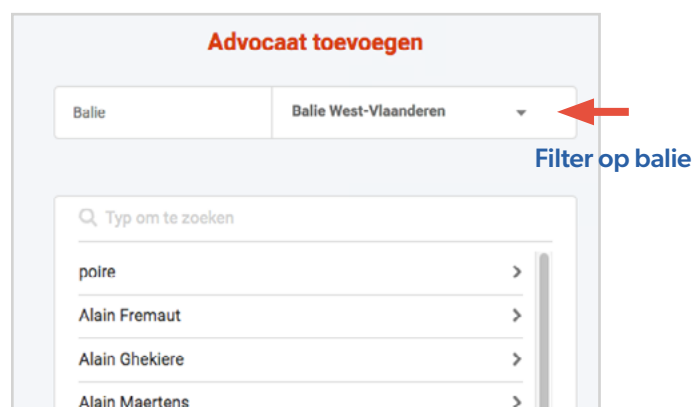 Advocaat toevoegen
Balie
Balie West-Vlaanderen
Filter op balie
Typ om te zoeken
poire
Alain Fremaut
Alain Ghekiere
Alain Maertens